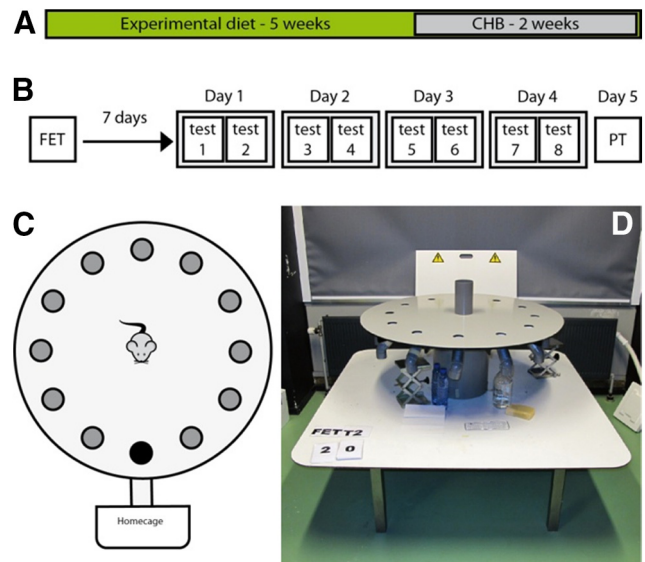 A
Experimental diet - 5 weeks
CHB - 2 weeks
B
Day 1
Day 2
Day 3
Day 4
Day 5
FET
7 days
test
1
test
2
test
3
test
4
test
5
test
6
test
7
test
8
PT
C
Homecage
D
FETT2
2 0